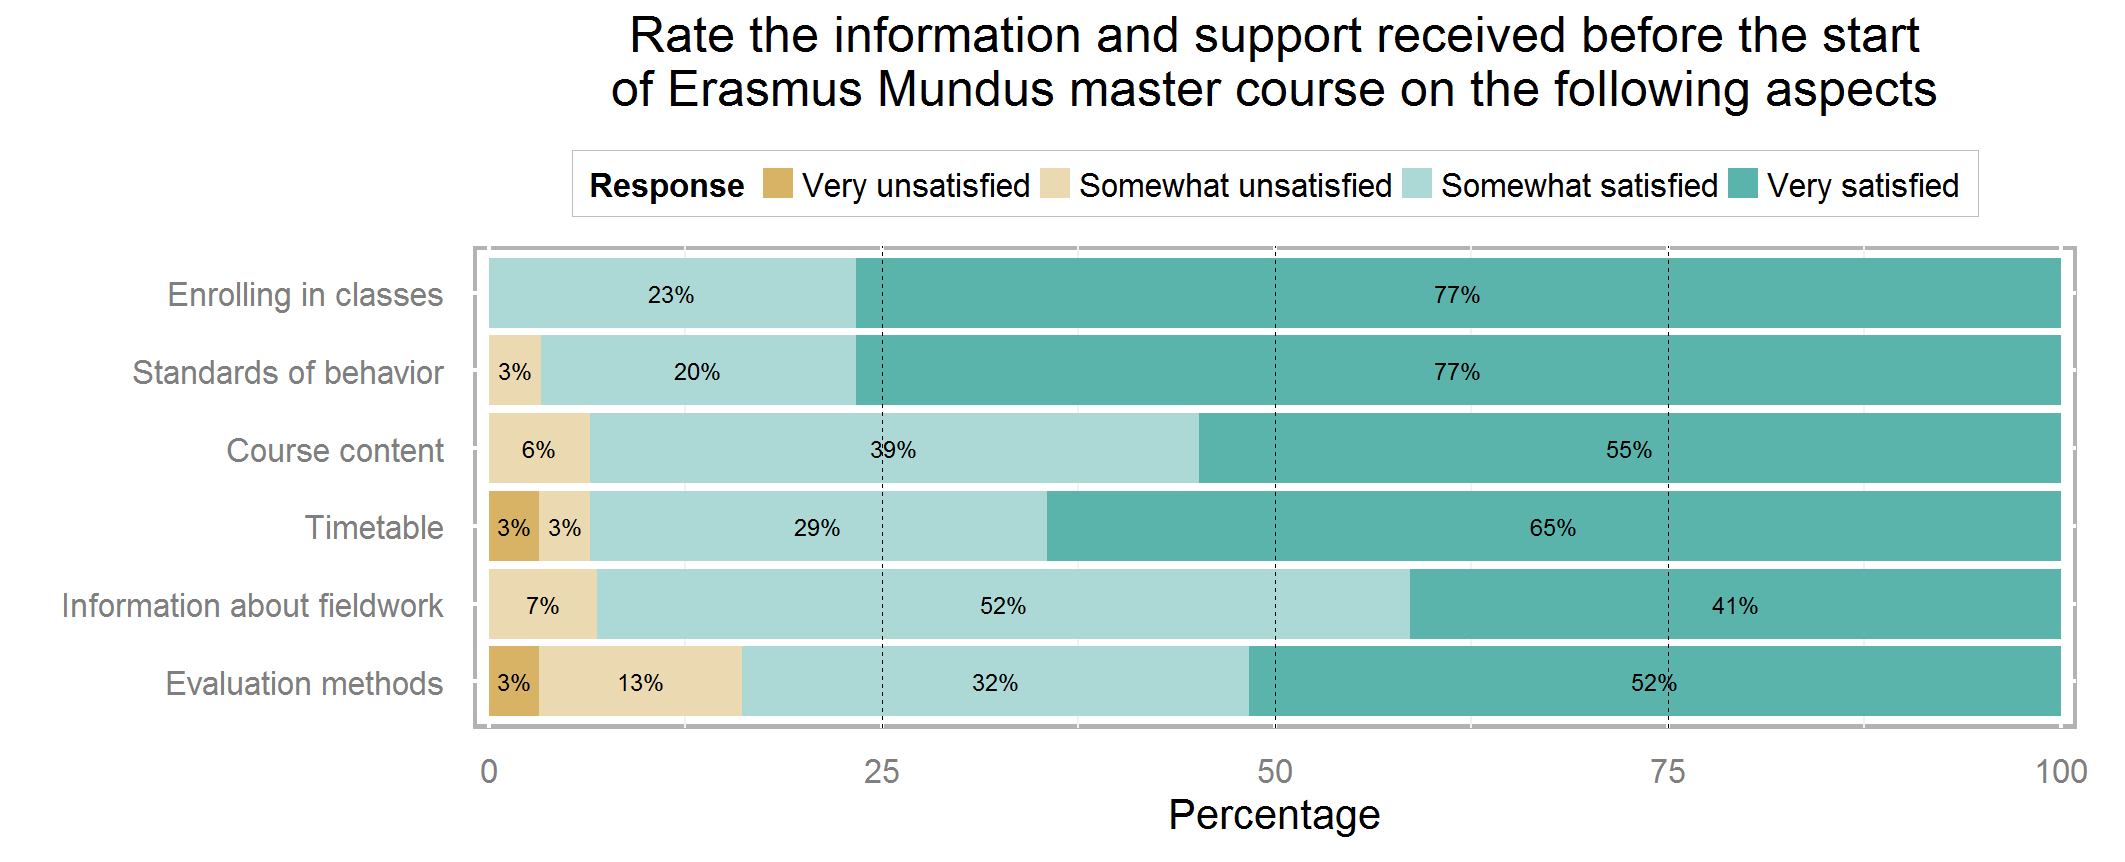 Rate the information and support received before the start
of Erasmus Mundus master course on the following aspects
Response Very unsatisfied Somewhat unsatisfied Somewhat satisfied Very satisfied
Enrolling in classes 23% 77%
Standards of behavior 3% 20% 77%
Course content 6% 39% 55%
Timetable 3% 3% 29% 65%
Information about fieldwork 7% 52% 41%
Evaluation methods 3% 13% 32% 52%
0 25 50 75 100
Percentage